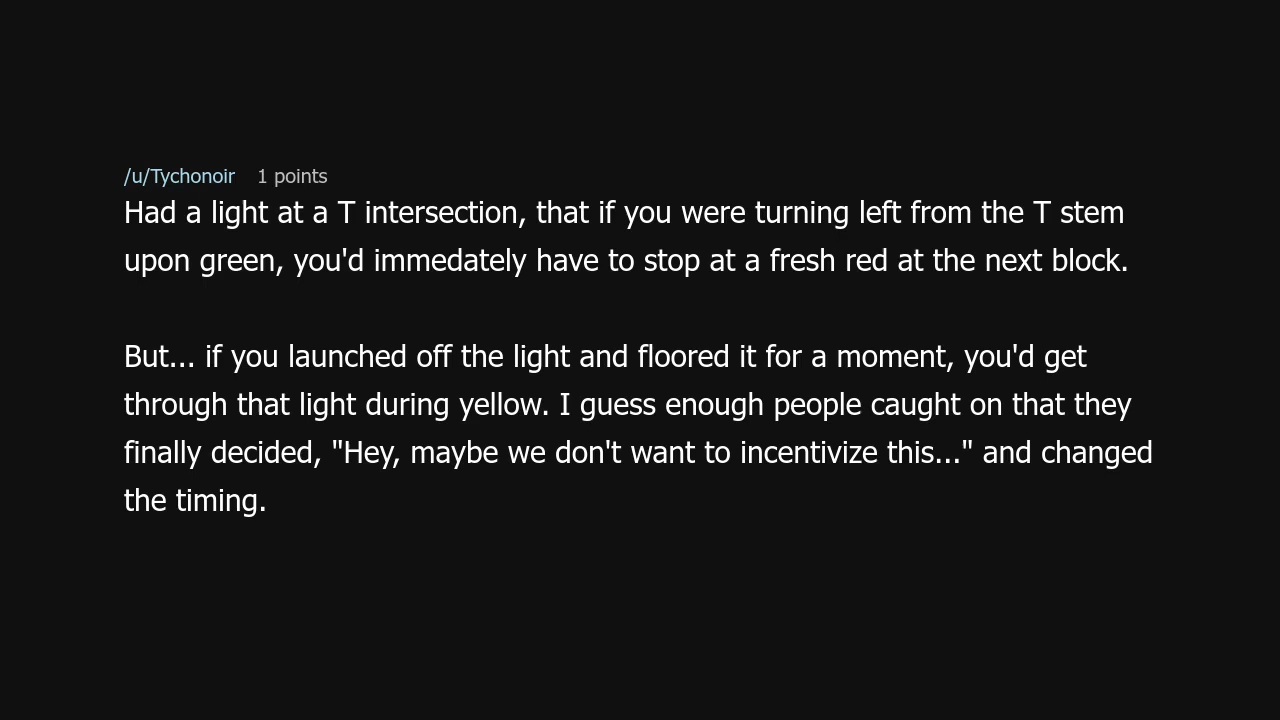 /u/Tychonoir 1 points
Had a light at a T intersection, that if you were turning left from the T stem
upon green, you'd immedately have to stop at a fresh red at the next block.
But... if you launched off the light and floored it for a moment, you'd get
through that light during yellow. I guess enough people caught on that they
finally decided, "Hey, maybe we don't want to incentivize this..." and changed
the timing.